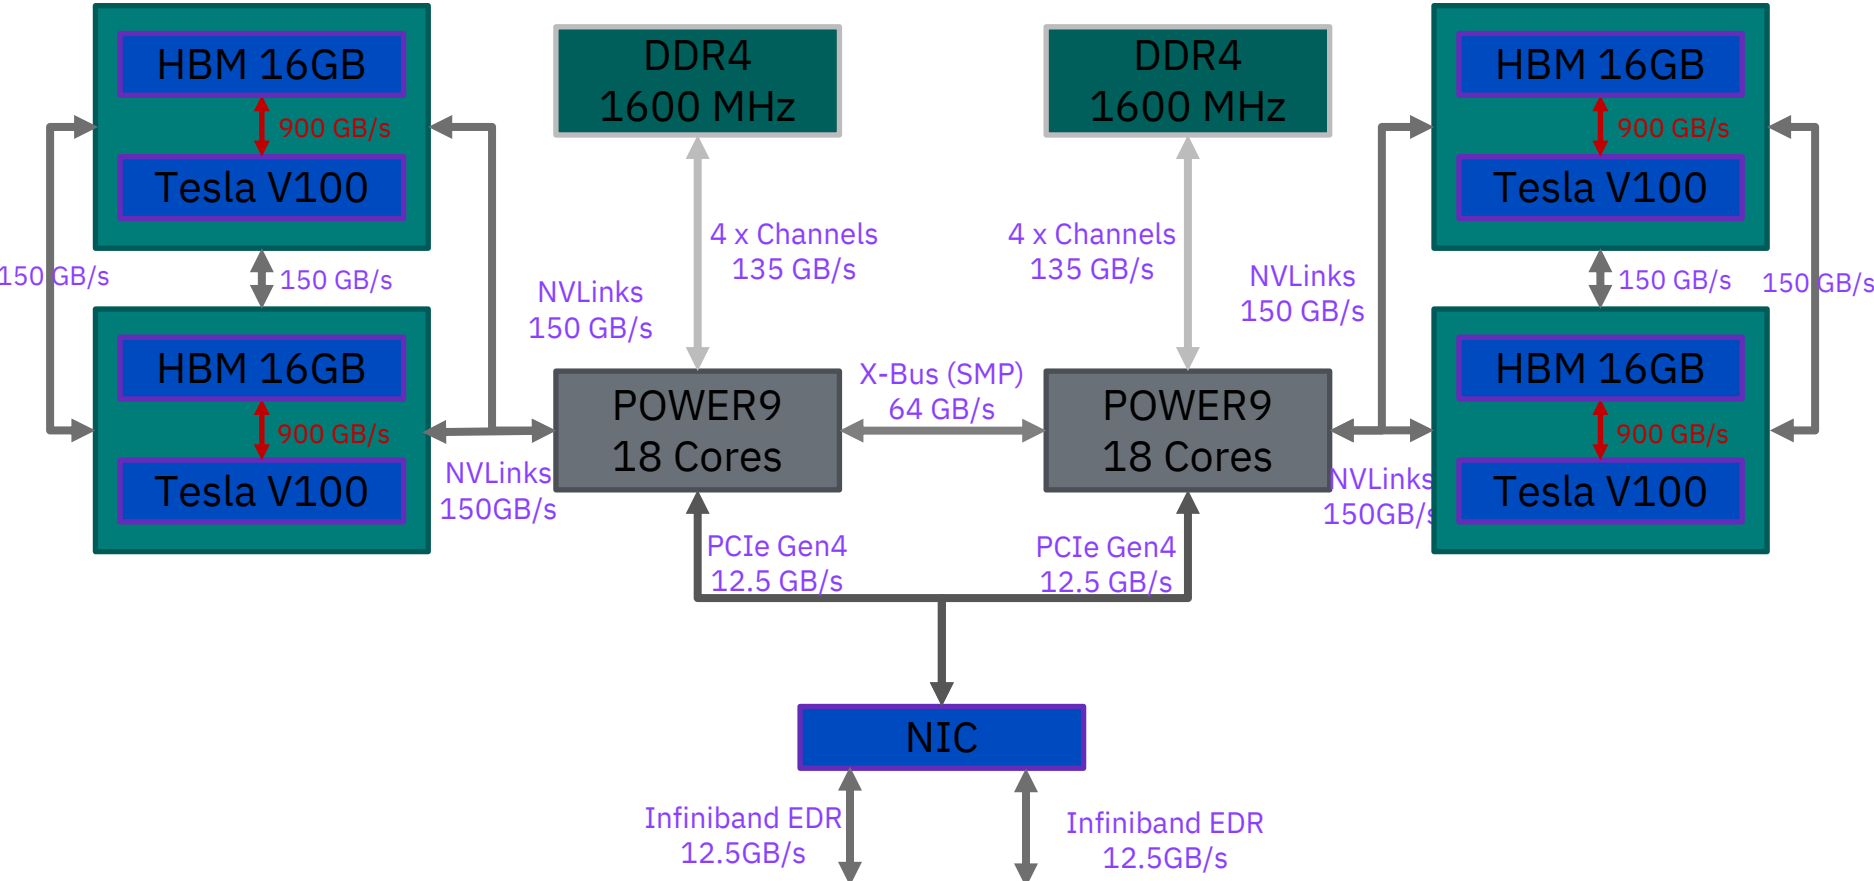 HBM 16GB
900 GB/s
Tesla V100
150 GB/s
150 GB/s
HBM 16GB
900 GB/s
Tesla V100
NVLinks
150 GB/s
NVLinks
150GB/s
DDR4
1600 MHz
4 x Channels
135 GB/s
POWER9
18 Cores
X-Bus (SMP)
64 GB/s
DDR4
1600 MHz
4 x Channels
135 GB/s
POWER9
18 Cores
NVLinks
150 GB/s
NVLinks
150GB/s
HBM 16GB
900 GB/s
Tesla V100
150 GB/s
150 GB/s
HBM 16GB
900 GB/s
Tesla V100
PCIe Gen4
12.5 GB/s
PCIe Gen4
12.5 GB/s
NIC
Infiniband EDR
12.5GB/s
Infiniband EDR
12.5GB/s